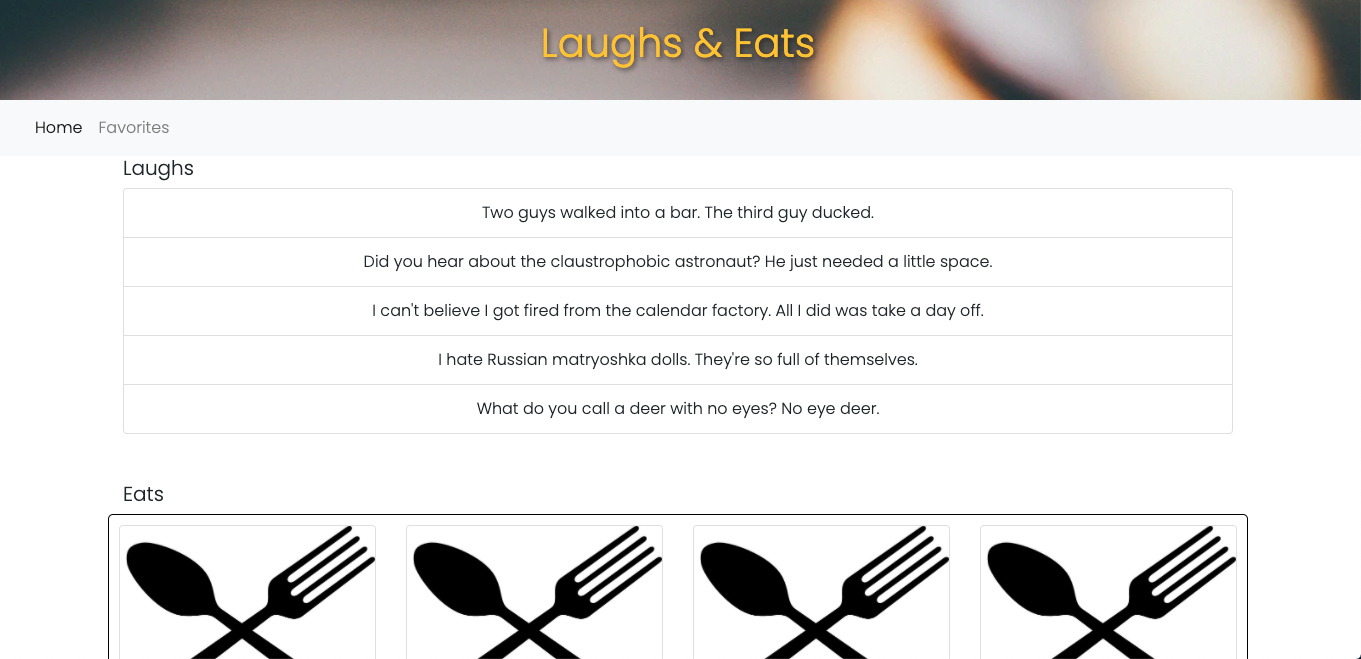 Laughs & Eats
Home Favorites
Laughs
Two guys walked into a bar. The third guy ducked.
Did you hear about the claustrophobic astronaut? He just needed a little space.
I can't believe I got fired from the calendar factory. All I did was take a day off.
I hate Russian matryoshka dolls. They're so full of themselves.
What do you call a deer with no eyes? No eye deer.
Eats